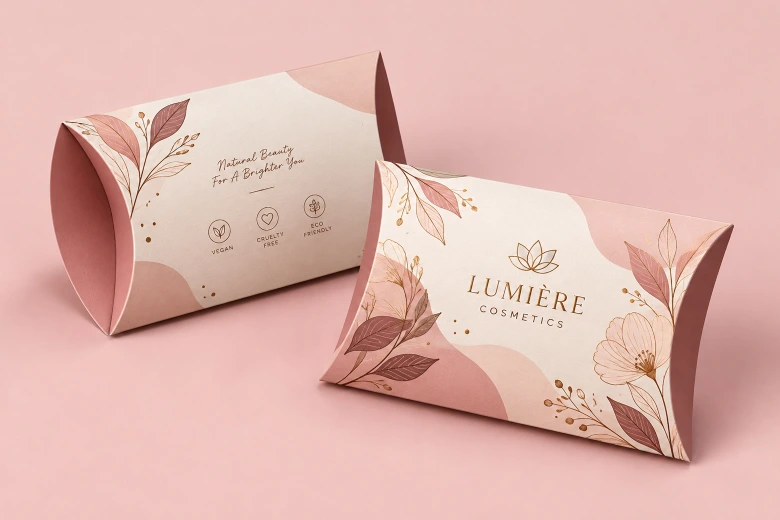 Natural Beauty
For A Brighter You
VEGAN
CRUELTY
FREE
ECO
FRIENDLY
LUMIÈRE
COSMETICS